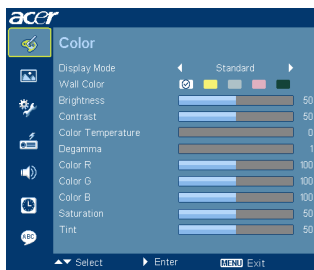 acer
Color
Display Mode Standard
Wall Color
Brightness 50
Contrast 50
Color Temperature 0
Degamma 1
Color R 100
Color G 100
Color B 100
Saturation 50
Tint 50
ABC
Select Enter MENU Exit